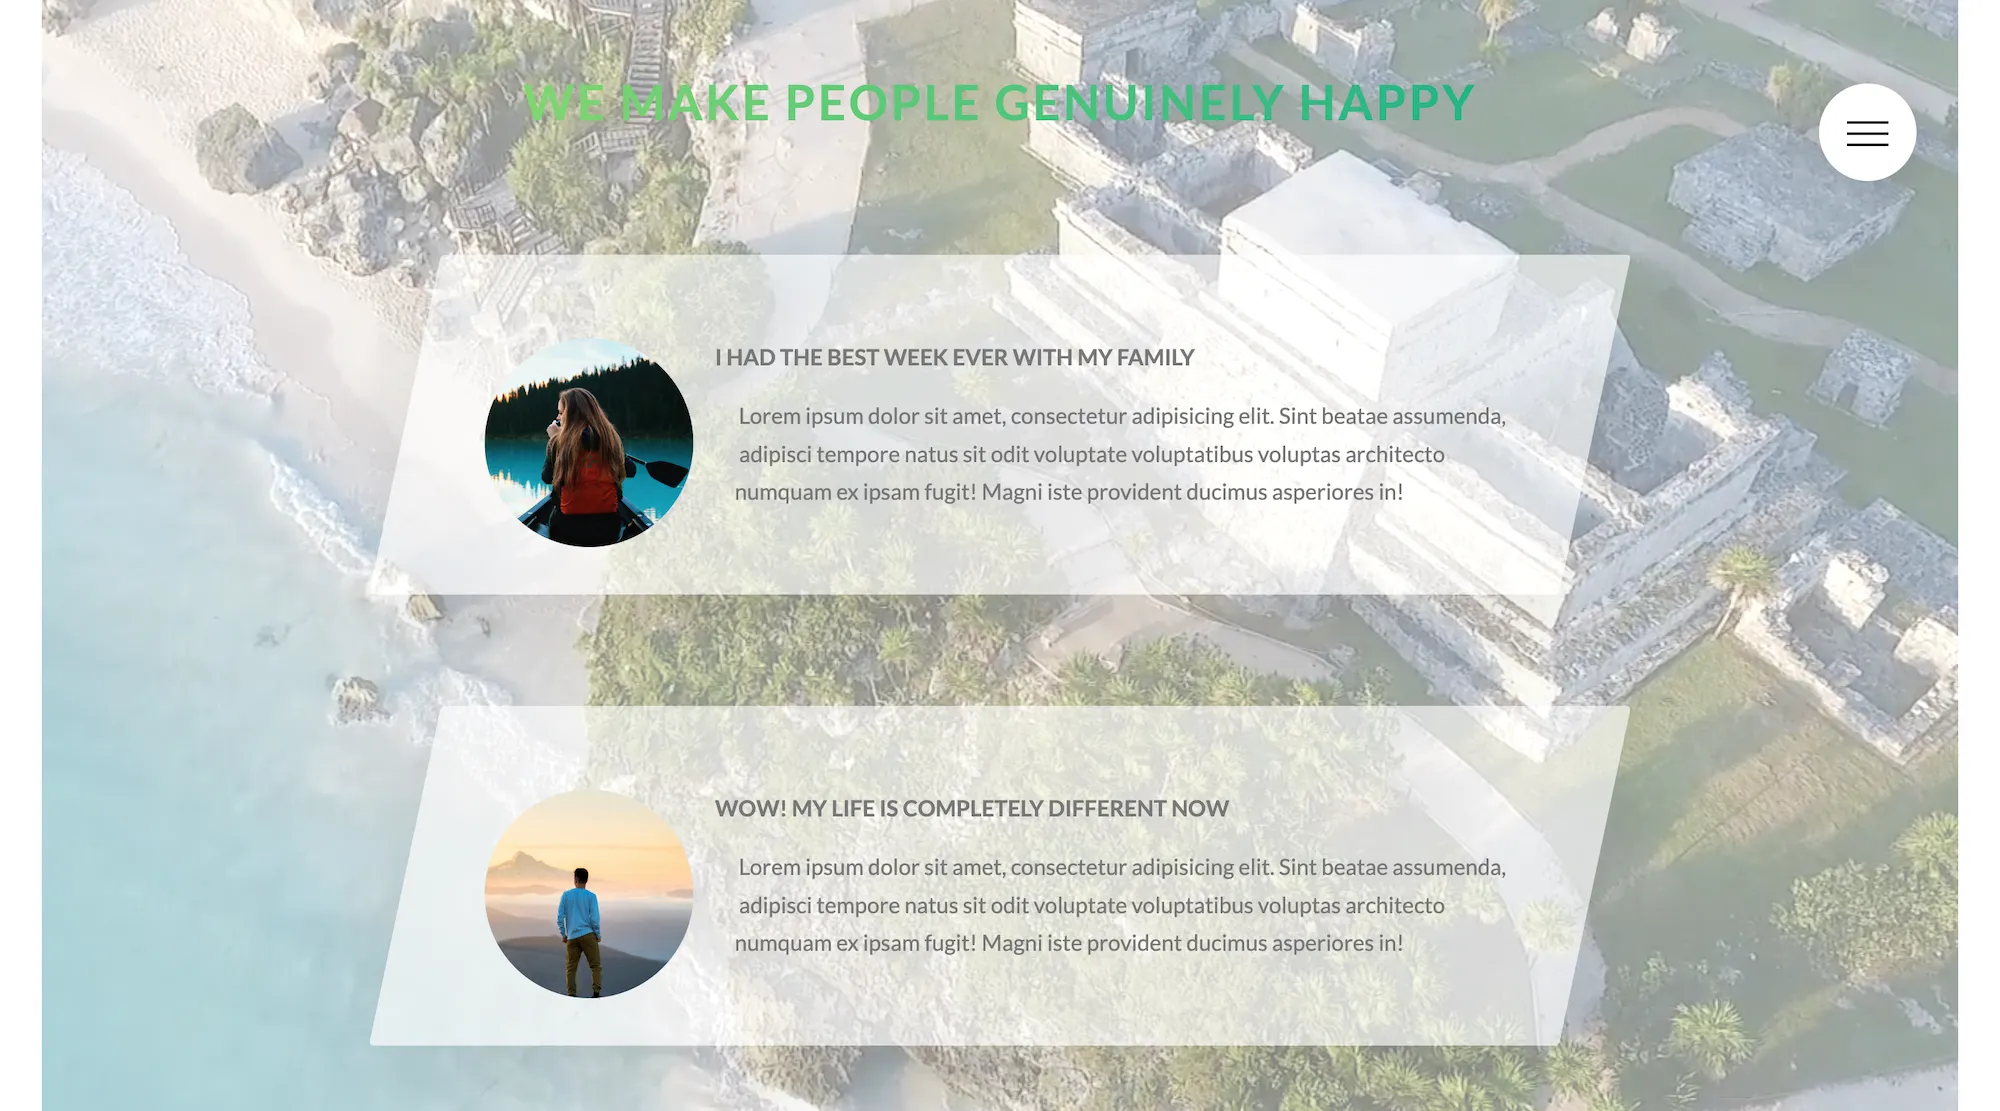 WE MAKE PEOPLE GENUINELY HAPPY
I HAD THE BEST WEEK EVER WITH MY FAMILY
Lorem ipsum dolor sit amet, consectetur adipisicing elit. Sint beatae assumenda,
adipisci tempore natus sit odit voluptate voluptatibus voluptas architecto
numquam ex ipsam fugit! Magni iste provident ducimus asperiores in!
WOW! MY LIFE IS COMPLETELY DIFFERENT NOW
Lorem ipsum dolor sit amet, consectetur adipisicing elit. Sint beatae assumenda,
adipisci tempore natus sit odit voluptate voluptatibus voluptas architecto
numquam ex ipsam fugit! Magni iste provident ducimus asperiores in!